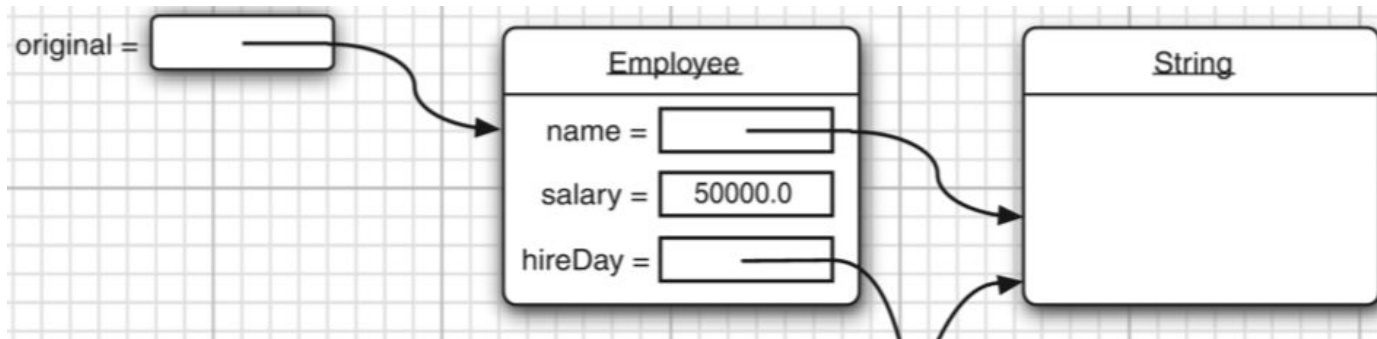 original =
Employee
String
name =
salary = 50000.0
hireDay =